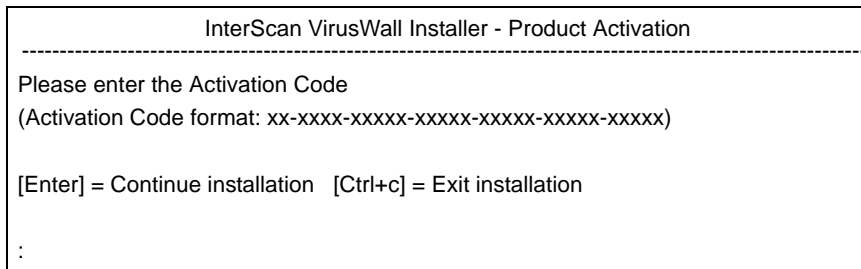 InterScan VirusWall Installer - Product Activation
----------------------------------------------------------------------------------------------------------------
Please enter the Activation Code
(Activation Code format: xx-xxxx-xxxxx-xxxxx-xxxxx-xxxxx-xxxxx)
[Enter] = Continue installation [Ctrl+c] = Exit installation
: